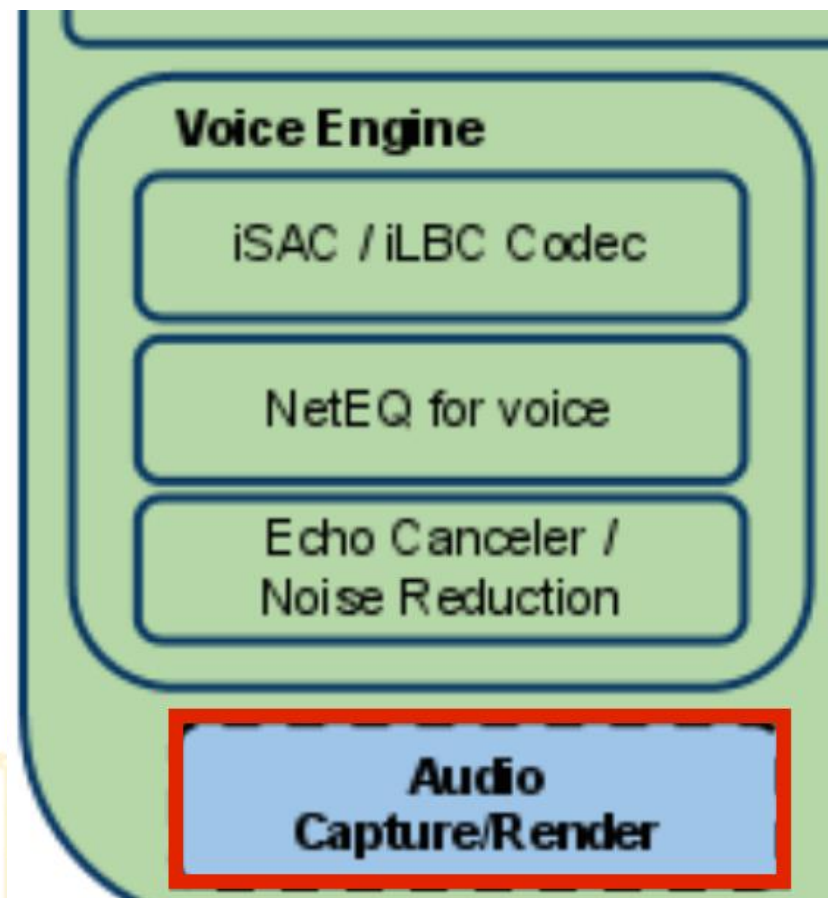 Voice Engine
iSAC / iLBC Codec
NetEQ for voice
Echo Canceler /
Noise Reduction
Audio
Capture/Render